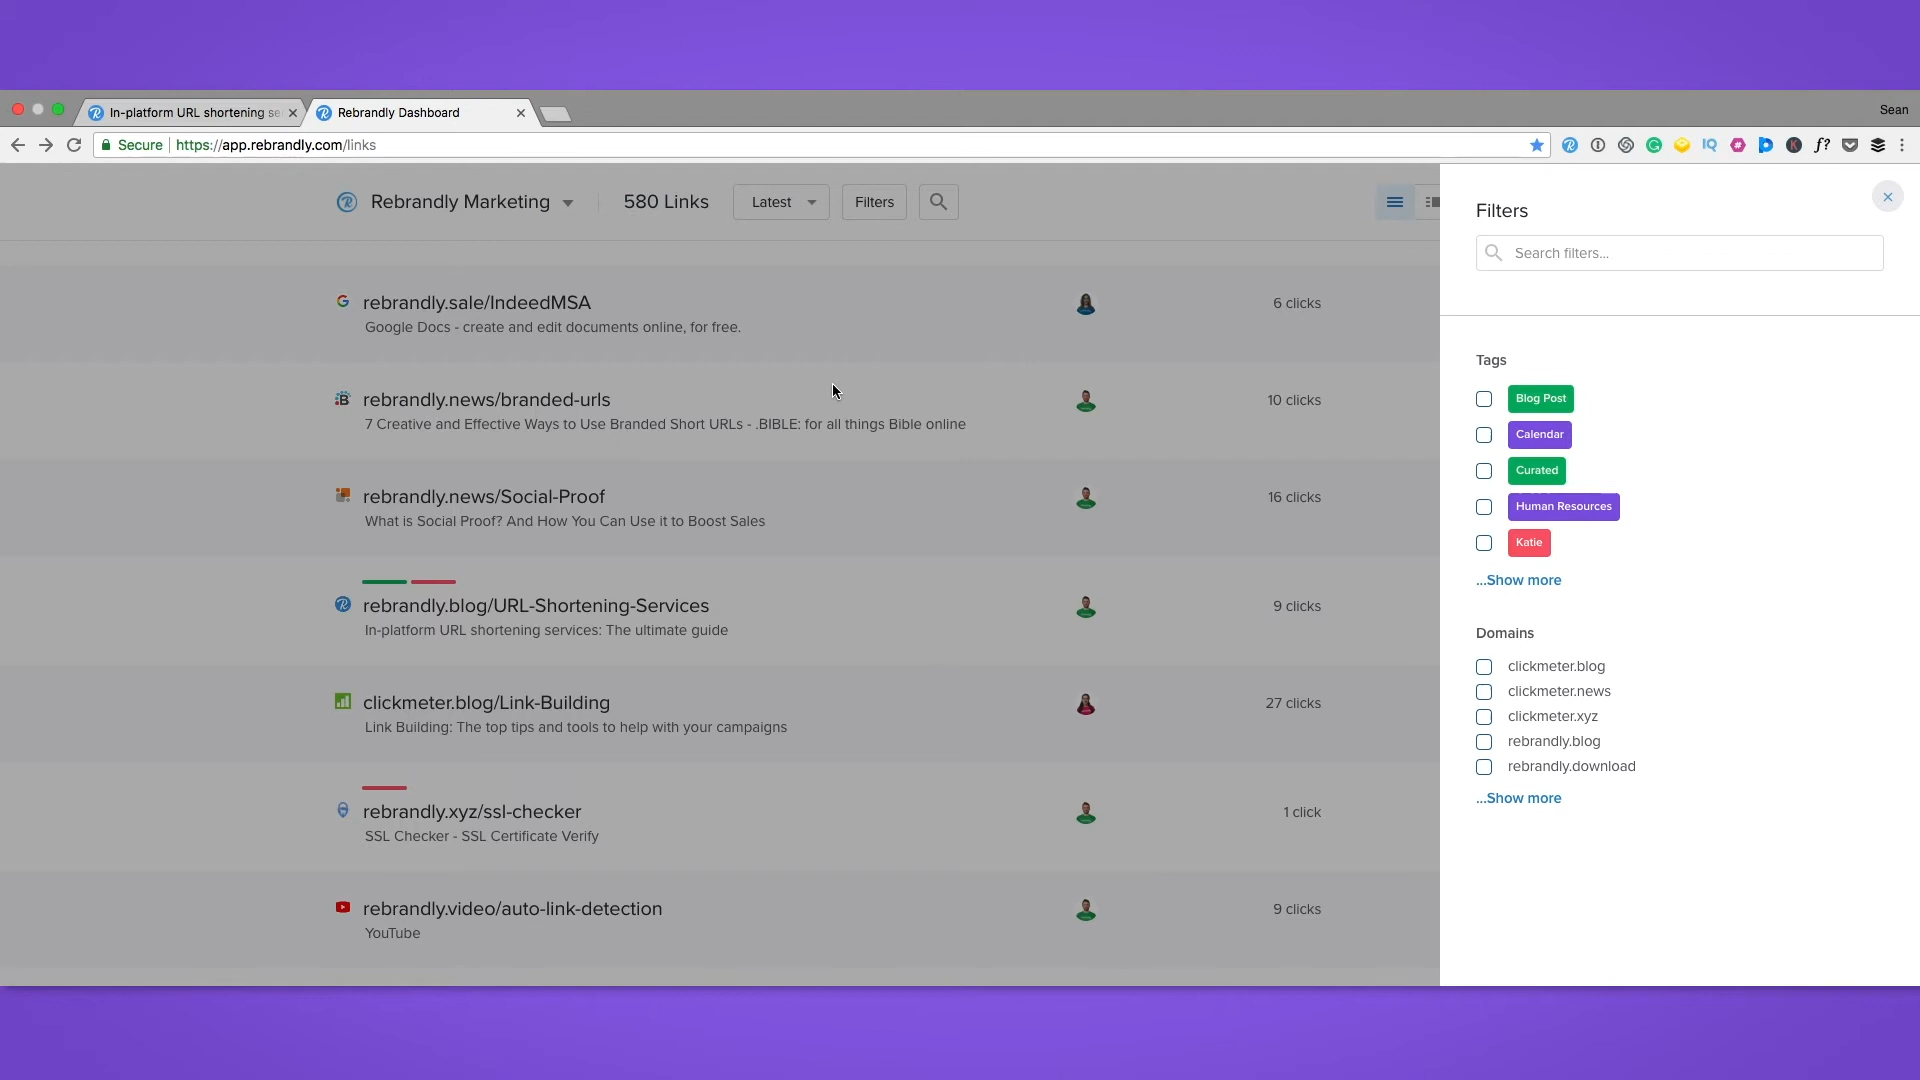 In-platform URL shortening se
Rebrandly Dashboard
Sean
Secure
https://app.rebrandly.com/links
Rebrandly Marketing
580 Links
Latest
Filters
rebrandly.sale/IndeedMSA
6 clicks
Google Docs - create and edit documents online, for free.
rebrandly.news/branded-urls
10 clicks
7 Creative and Effective Ways to Use Branded Short URLs - .BIBLE: for all things Bible online
rebrandly.news/Social-Proof
16 clicks
What is Social Proof? And How You Can Use it to Boost Sales
rebrandly.blog/URL-Shortening-Services
9 clicks
In-platform URL shortening services: The ultimate guide
clickmeter.blog/Link-Building
27 clicks
Link Building: The top tips and tools to help with your campaigns
rebrandly.xyz/ssl-checker
1 click
SSL Checker - SSL Certificate Verify
rebrandly.video/auto-link-detection
9 clicks
YouTube
Filters
Search filters...
Tags
Blog Post
Calendar
Curated
Human Resources
Katie
...Show more
Domains
clickmeter.blog
clickmeter.news
clickmeter.xyz
rebrandly.blog
rebrandly.download
...Show more